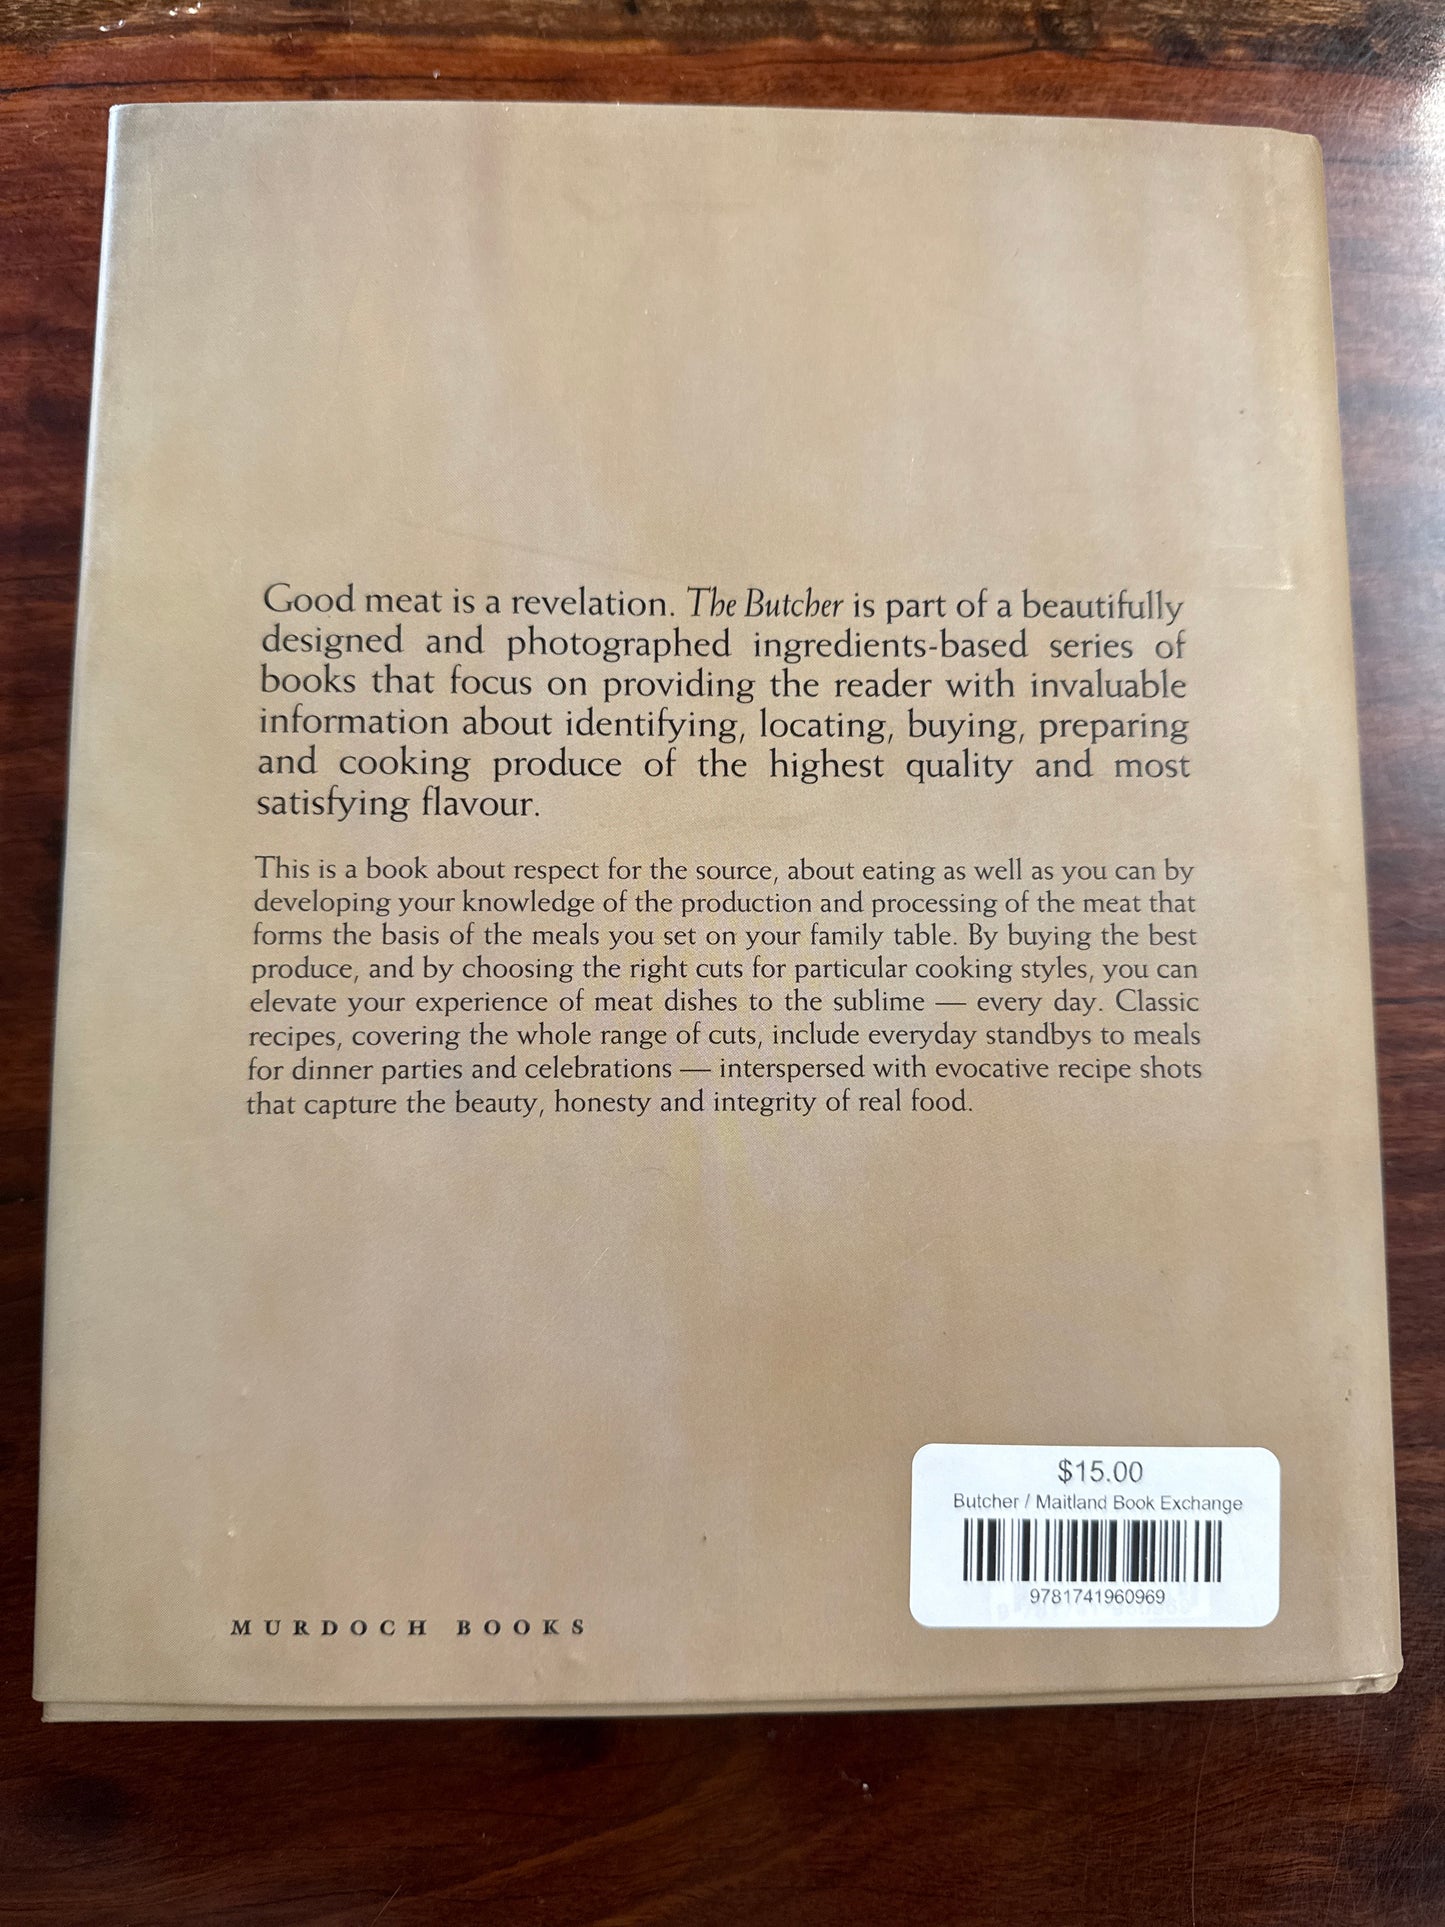 Good meat is a revelation. The Butcher is part of a beautifully
designed and photographed ingredients-based series of
books that focus on providing the reader with invaluable
information about identifying, locating, buying, preparing
and cooking produce of the highest quality and most
satisfying flavour.
This is a book about respect for the source, about eating as well as you can by
developing your knowledge of the production and processing of the meat that
forms the basis of the meals you set on your family table. By buying the best
produce, and by choosing the right cuts for particular cooking styles, you can
elevate your experience of meat dishes to the sublime — every day. Classic
recipes, covering the whole range of cuts, include everyday standbys to meals
for dinner parties and celebrations — interspersed with evocative recipe shots
that capture the beauty, honesty and integrity of real food.
$15.00
Butcher / Maitland Book Exchange
9781741960969
MURDOCH BOOKS